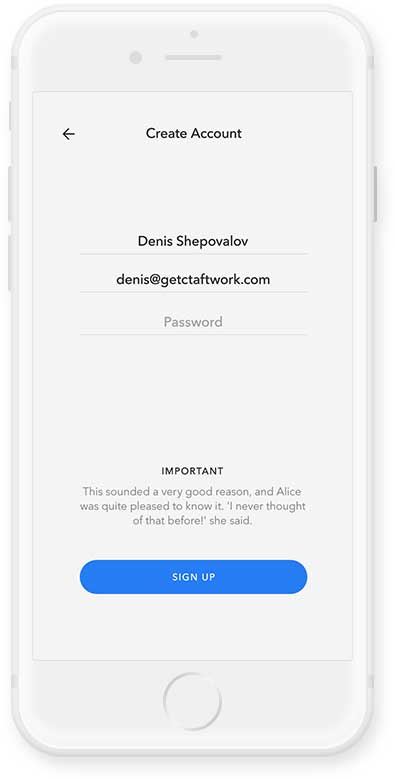 Create Account
Denis Shepovalov
denis@getctaftwork.com
Password
IMPORTANT
This sounded a very good reason, and Alice
was quite pleased to know it. 'I never thought
of that before!' she said.
SIGN UP